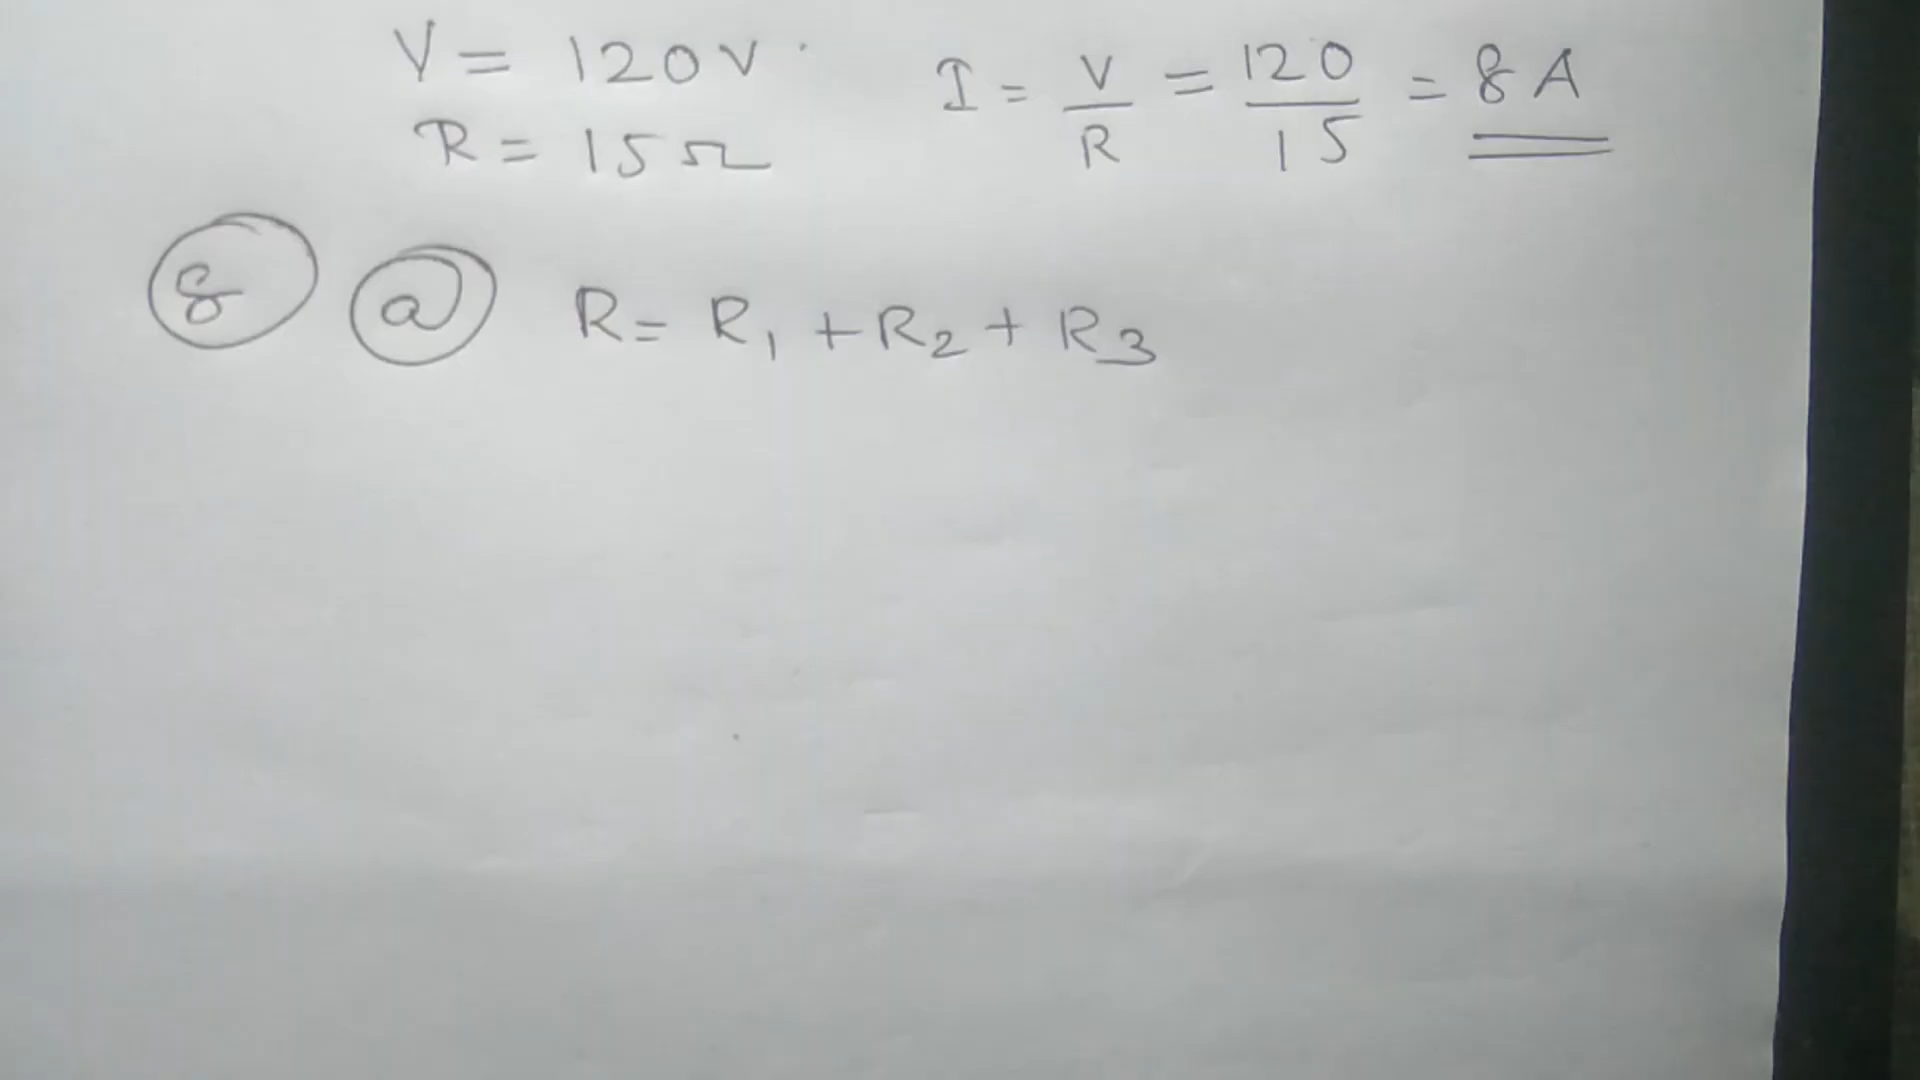 V = 120V
R = 15Ω
I = V/R = 120/15 = 8A
8 a R = R₁ + R₂ + R₃